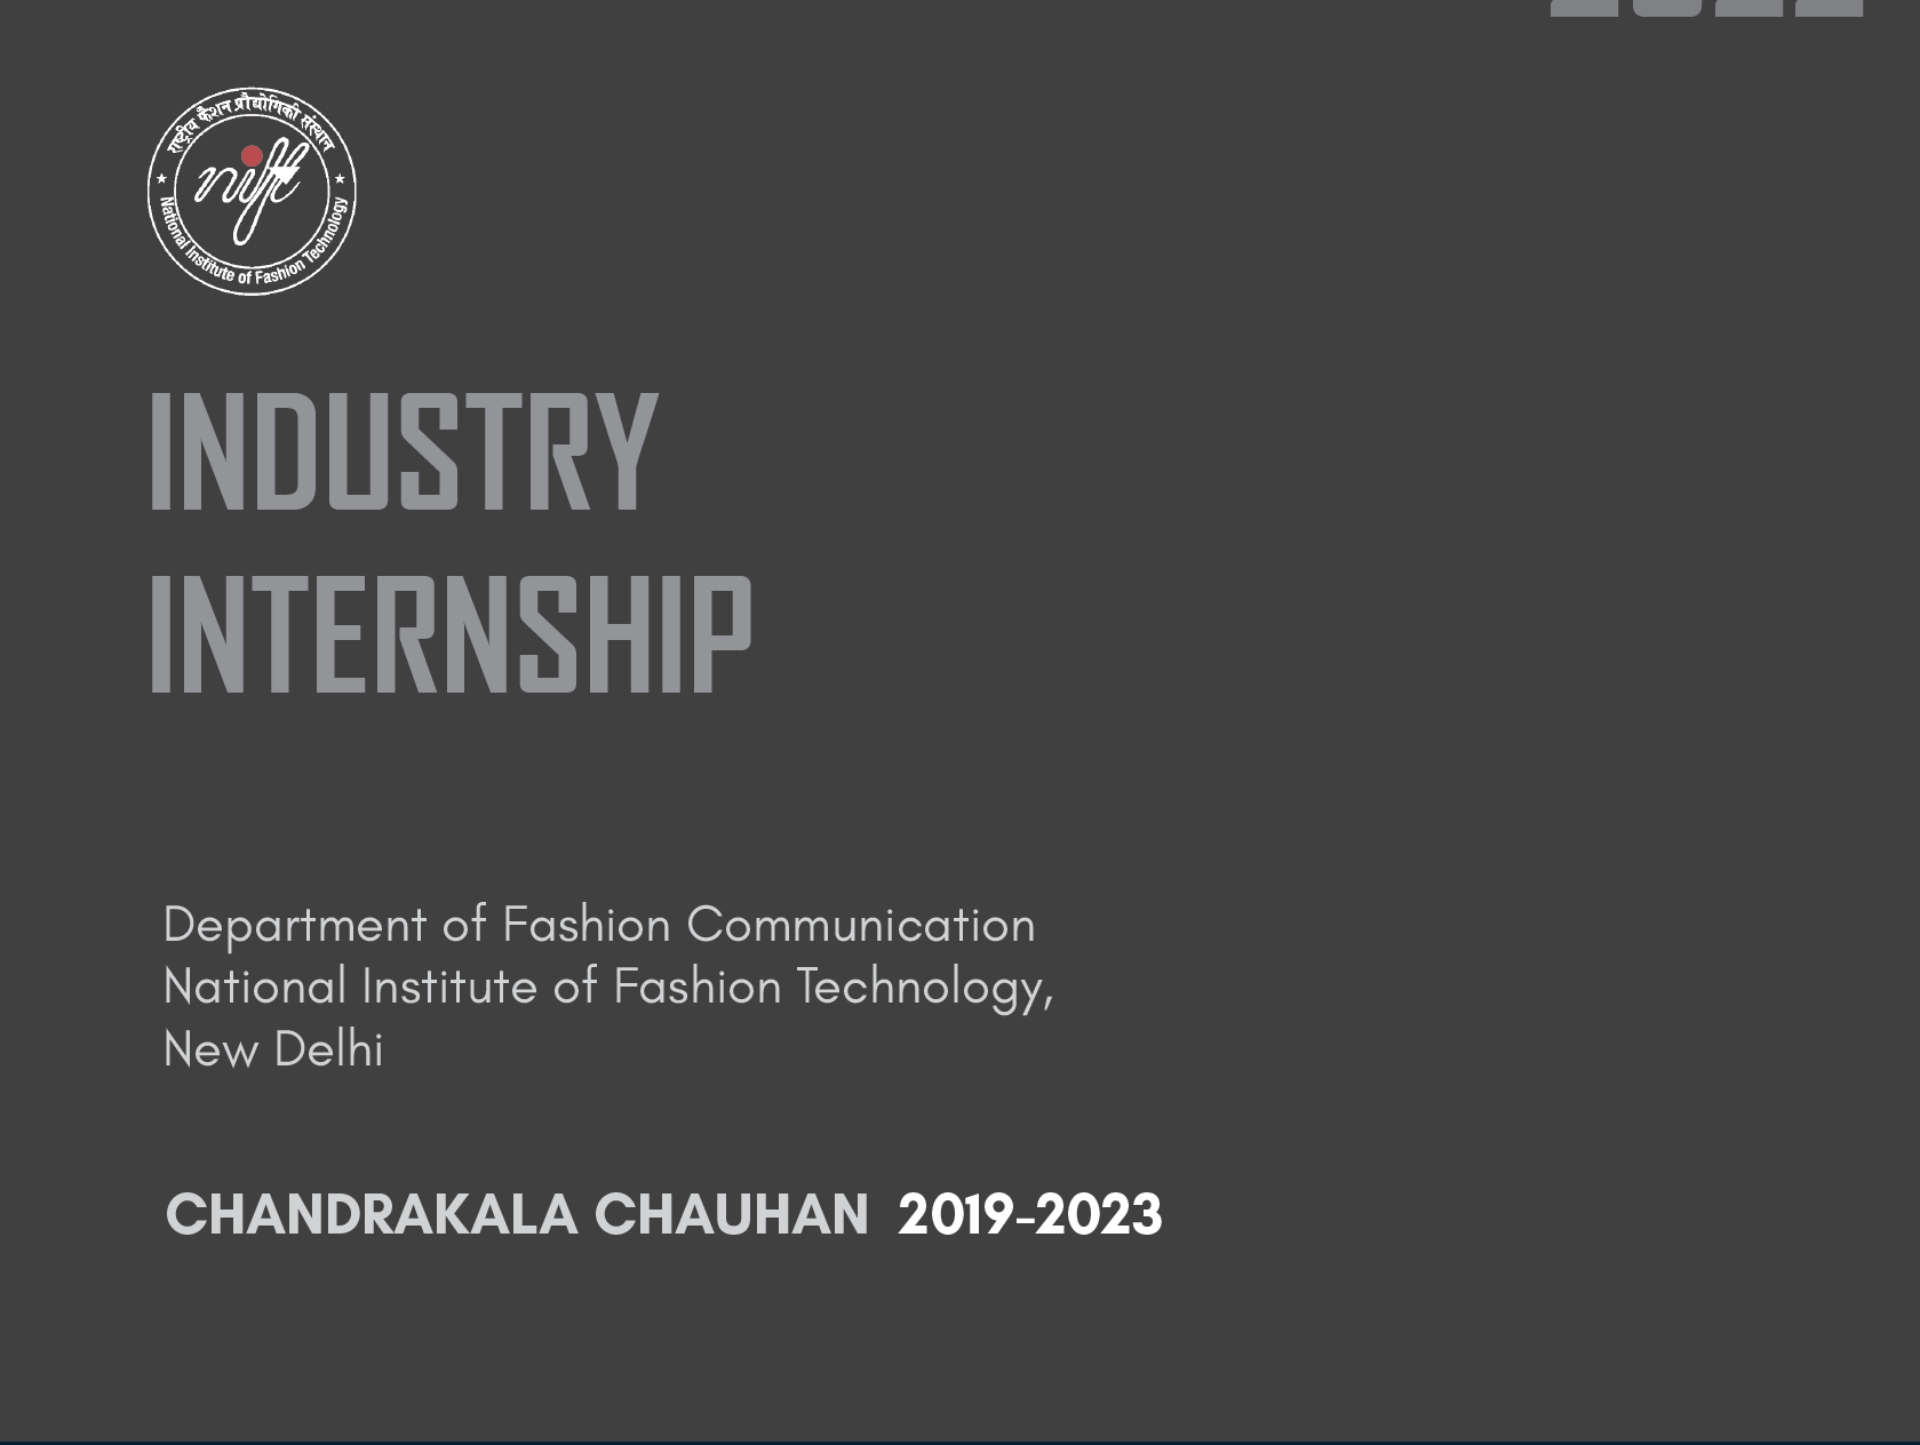 राष्ट्रीय फैशन प्रौद्योगिकी संस्थान
nift
National Institute of Fashion Technology
INDUSTRY
INTERNSHIP
Department of Fashion Communication
National Institute of Fashion Technology,
New Delhi
CHANDRAKALA CHAUHAN 2019-2023